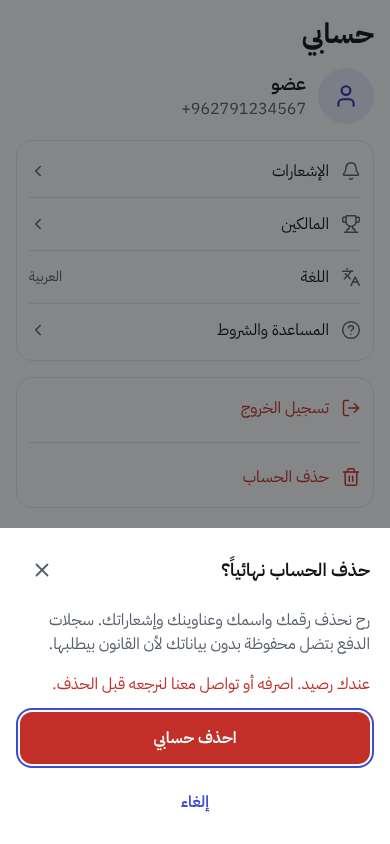 حسابي
عضو
+962791234567
الإشعارات
المالكين
اللغة
العربية
المساعدة والشروط
تسجيل الخروج
حذف الحساب
حذف الحساب نهائياً؟
رح نحذف رقمك واسمك وعناوينك وإشعاراتك. سجلات
الدفع بتضل محفوظة بدون بياناتك لأن القانون بيطلبها.
عندك رصيد. اصرفه أو تواصل معنا لنرجعه قبل الحذف.
احذف حسابي
إلغاء